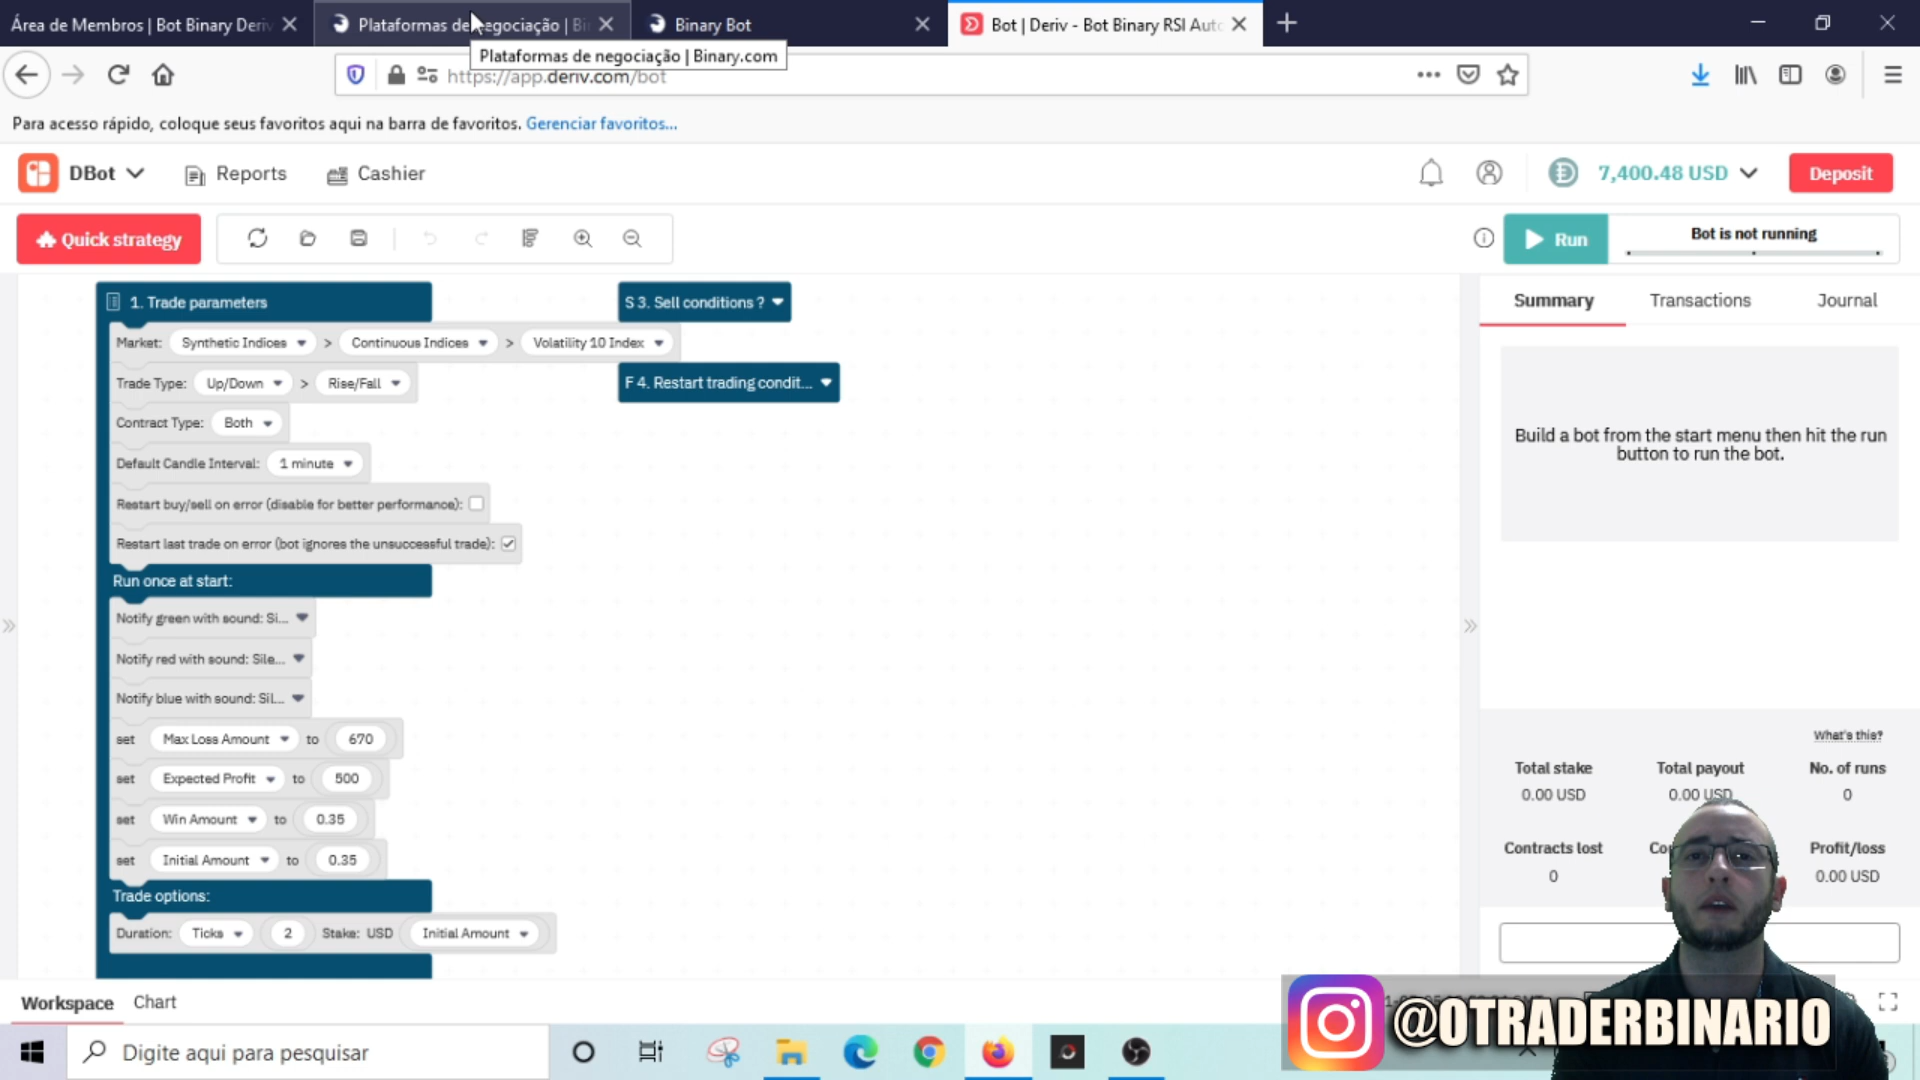 Área de Membros | Bot Binary Deriv
Plataformas de negociação | Bi
Binary Bot
Bot | Deriv - Bot Binary RSI Auto
Plataformas de negociação | Binary.com
https://app.deriv.com/bot
Para acesso rápido, coloque seus favoritos aqui na barra de favoritos. Gerenciar favoritos...
DBot
Reports
Cashier
7,400.48 USD
Deposit
Quick strategy
Run
Bot is not running
1. Trade parameters
S 3. Sell conditions ?
Market: Synthetic Indices > Continuous Indices > Volatility 10 Index
Trade Type: Up/Down > Rise/Fall
F 4. Restart trading condit...
Contract Type: Both
Default Candle Interval: 1 minute
Restart buy/sell on error (disable for better performance):
Restart last trade on error (bot ignores the unsuccessful trade):
Run once at start:
Notify green with sound: Si...
Notify red with sound: Sile...
Notify blue with sound: Sil...
set Max Loss Amount to 670
set Expected Profit to 500
set Win Amount to 0.35
set Initial Amount to 0.35
Trade options:
Duration: Ticks 2 Stake: USD Initial Amount
Summary
Transactions
Journal
Build a bot from the start menu then hit the run
button to run the bot.
What's this?
Total stake
Total payout
No. of runs
0.00 USD
0.00 USD
0
Contracts lost
Profit/loss
0
0.00 USD
Workspace
Chart
@OTRADERBINARIO
Digite aqui para pesquisar